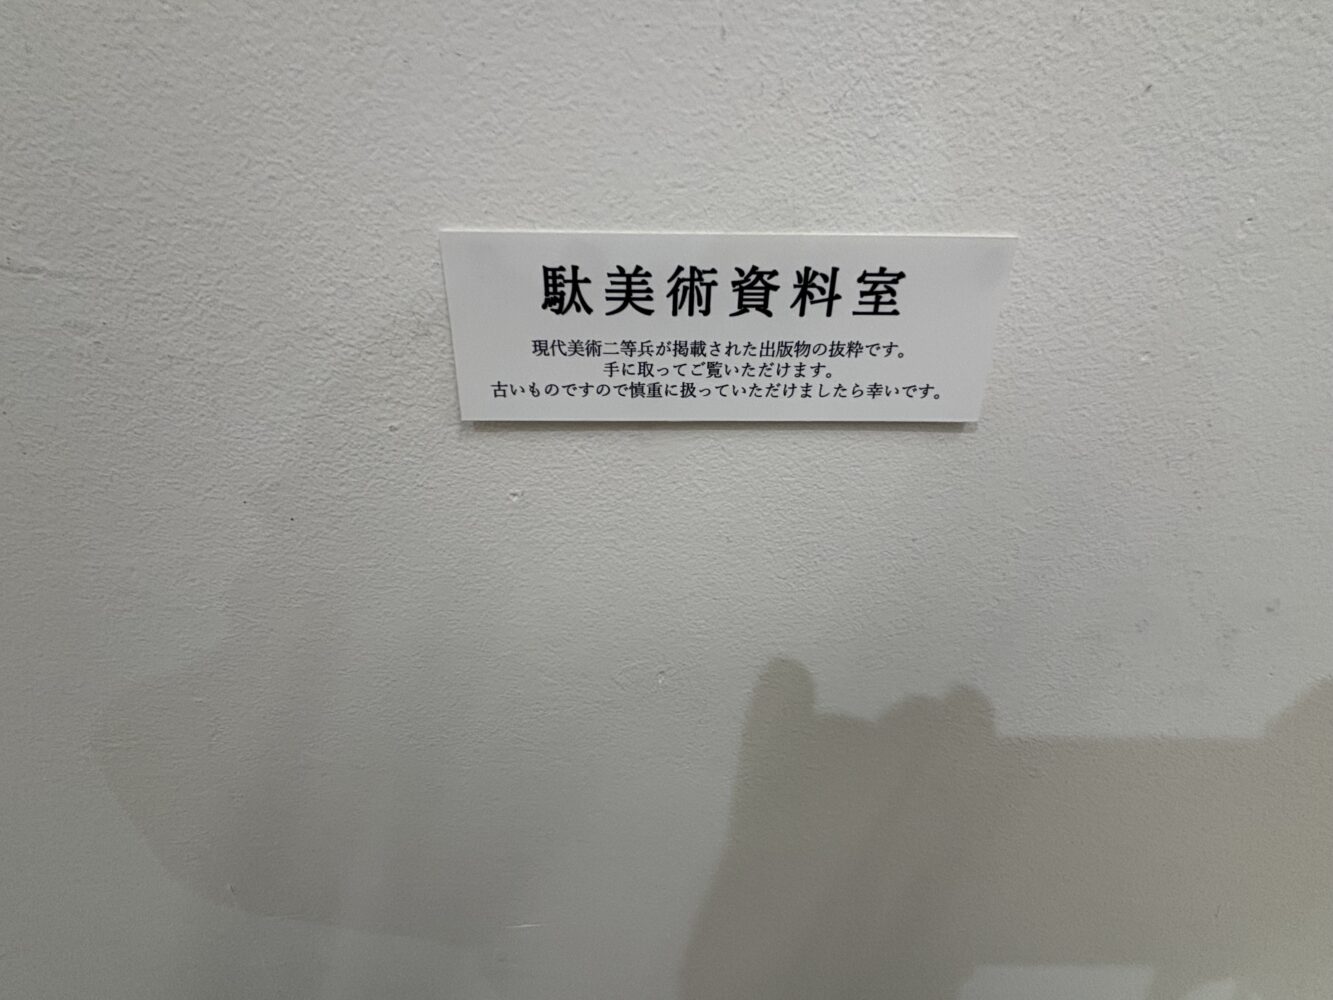 駄美術資料室
現代美術二等兵が掲載された出版物の抜粋です。
手に取ってご覧いただけます。
古いものですので慎重に扱っていただけましたら幸いです。